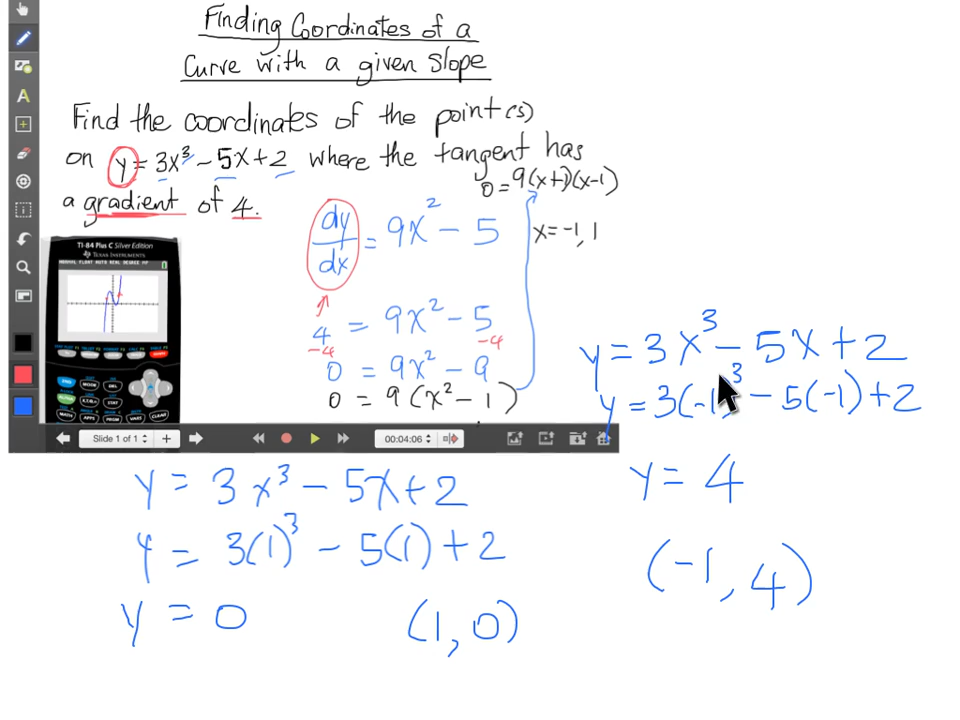 Finding Coordinates of a
Curve with a given slope
Find the coordinates of the point(s)
on y = 3x³ - 5x + 2 where the tangent has
a gradient of 4.
0 = 9(x+1)(x-1)
x = -1, 1
dy/dx = 9x² - 5
4 = 9x² - 5
-4 -4
0 = 9x² - 9
0 = 9(x² - 1)
TI-84 Plus C Silver Edition
TEXAS INSTRUMENTS
Slide 1 of 1
00:04:06
y = 3x³ - 5x + 2
y = 3(-1)³ - 5(-1) + 2
y = 4
(-1, 4)
y = 3x³ - 5x + 2
y = 3(1)³ - 5(1) + 2
y = 0 (1, 0)